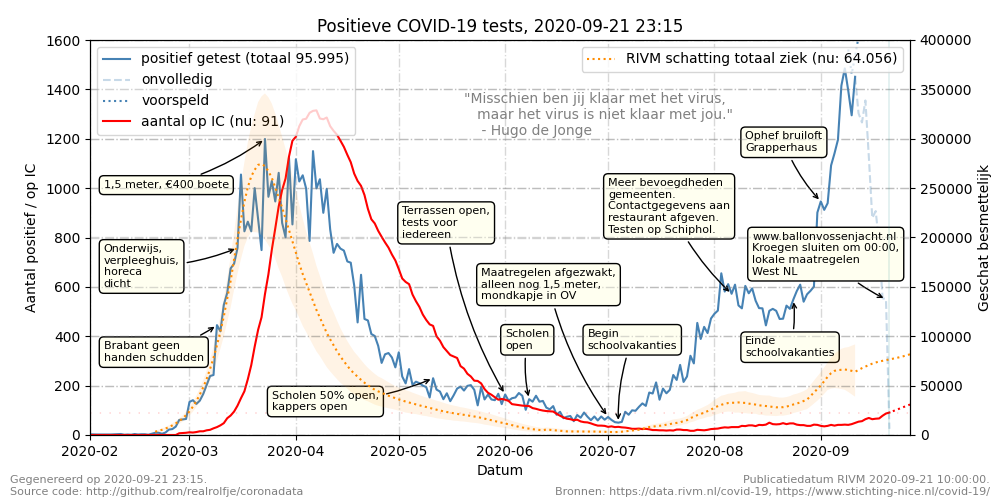 Positieve COVID-19 tests, 2020-09-21 23:15
positief getest (totaal 95.995)
onvolledig
voorspeld
aantal op IC (nu: 91)
RIVM schatting totaal ziek (nu: 64.056)
"Misschien ben jij klaar met het virus,
maar het virus is niet klaar met jou."
- Hugo de Jonge
1,5 meter, €400 boete
Onderwijs,
verpleeghuis,
horeca
dicht
Brabant geen
handen schudden
Scholen 50% open,
kappers open
Terrassen open,
tests voor
iedereen
Maatregelen afgezwakt,
alleen nog 1,5 meter,
mondkapje in OV
Scholen
open
Begin
schoolvakanties
Meer bevoegdheden
gemeenten.
Contactgegevens aan
restaurant afgeven.
Testen op Schiphol.
Ophef bruiloft
Grapperhaus
www.ballonvossenjacht.nl
Kroegen sluiten om 00:00,
lokale maatregelen
West NL
Einde
schoolvakanties
Aantal positief / op IC
1600
1400
1200
1000
800
600
400
200
0
400000
350000
300000
250000
200000
150000
100000
50000
0
Geschat besmettelijk
2020-02 2020-03 2020-04 2020-05 2020-06 2020-07 2020-08 2020-09
Datum
Gegenereerd op 2020-09-21 23:15.
Source code: http://github.com/realrolfje/coronadata
Publicatiedatum RIVM 2020-09-21 10:00:00.
Bronnen: https://data.rivm.nl/covid-19, https://www.stichting-nice.nl/covid-19/